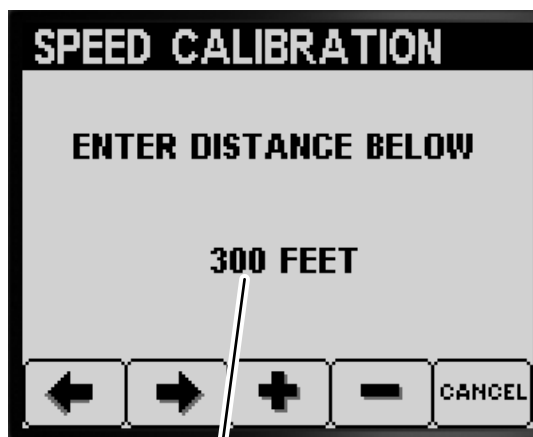 SPEED CALIBRATION
ENTER DISTANCE BELOW
300 FEET
CANCEL